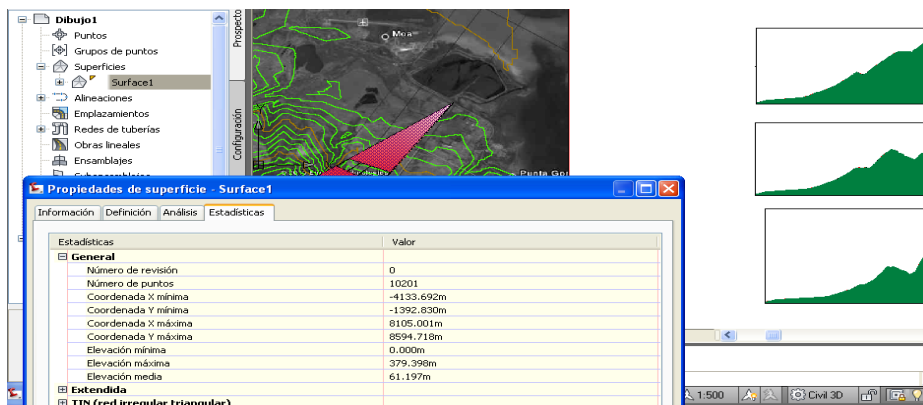 Dibujo1
Puntos
Grupos de puntos
Superficies
Surface1
Alineaciones
Emplazamientos
Redes de tuberías
Obras lineales
Ensamblajes
Prospecto
Configuración
Moa
Propiedades de superficie - Surface1
Información Definición Análisis Estadísticas
Estadísticas Valor
General
Número de revisión 0
Número de puntos 10201
Coordenada X mínima -4133.692m
Coordenada Y mínima -1392.830m
Coordenada X máxima 8105.001m
Coordenada Y máxima 8594.718m
Elevación mínima 0.000m
Elevación máxima 379.398m
Elevación media 61.197m
Extendida
TIN (red irregular triangular)
1:500
Civil 3D